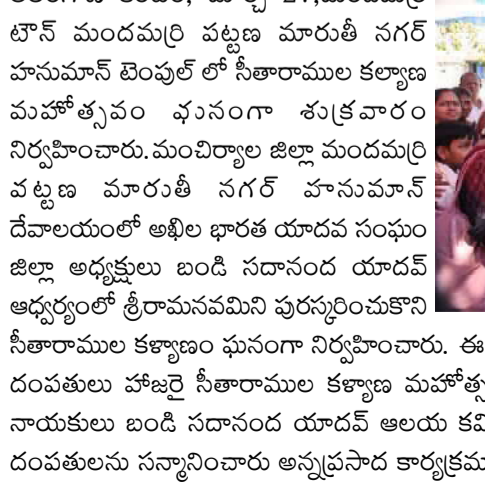 టౌన్ మందమర్రి పట్టణ మారుతీ నగర్
హనుమాన్ టెంపుల్ లో సీతారాముల కల్యాణ
మహోత్సవం ఘనంగా శుక్రవారం
నిర్వహించారు.మంచిర్యాల జిల్లా మందమర్రి
పట్టణ మారుతీ నగర్ హనుమాన్
దేవాలయంలో అఖిల భారత యాదవ సంఘం
జిల్లా అధ్యక్షులు బండి సదానంద యాదవ్
ఆధ్వర్యంలో శ్రీరామనవమిని పురస్కరించుకొని
సీతారాముల కళ్యాణం ఘనంగా నిర్వహించారు. ఈ
దంపతులు హాజరై సీతారాముల కళ్యాణ
నాయకులు బండి సదానంద యాదవ్ ఆలయ
దంపతులను సన్మానించారు అన్నప్రసాద